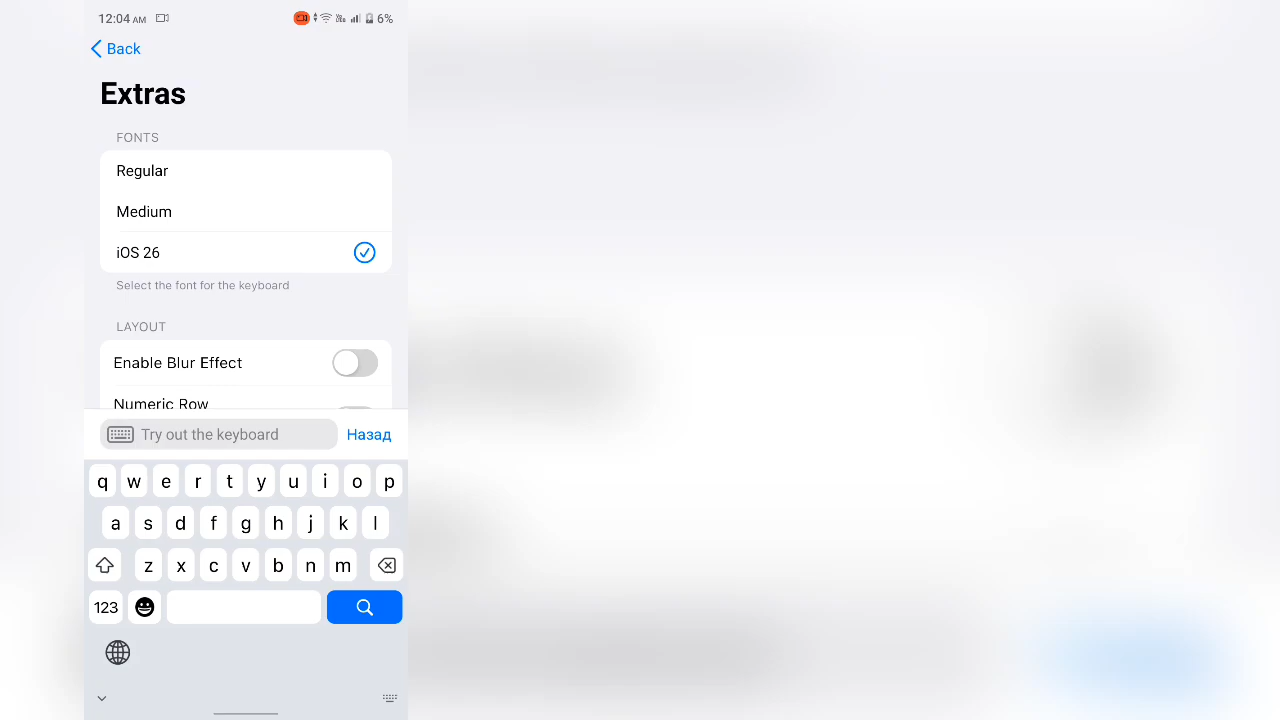 12:04 AM 6%
Back
Extras
FONTS
Regular
Medium
iOS 26
Select the font for the keyboard
LAYOUT
Enable Blur Effect
Numeric Row
Try out the keyboard Назад
q w e r t y u i o p
a s d f g h j k l
z x c v b n m
123